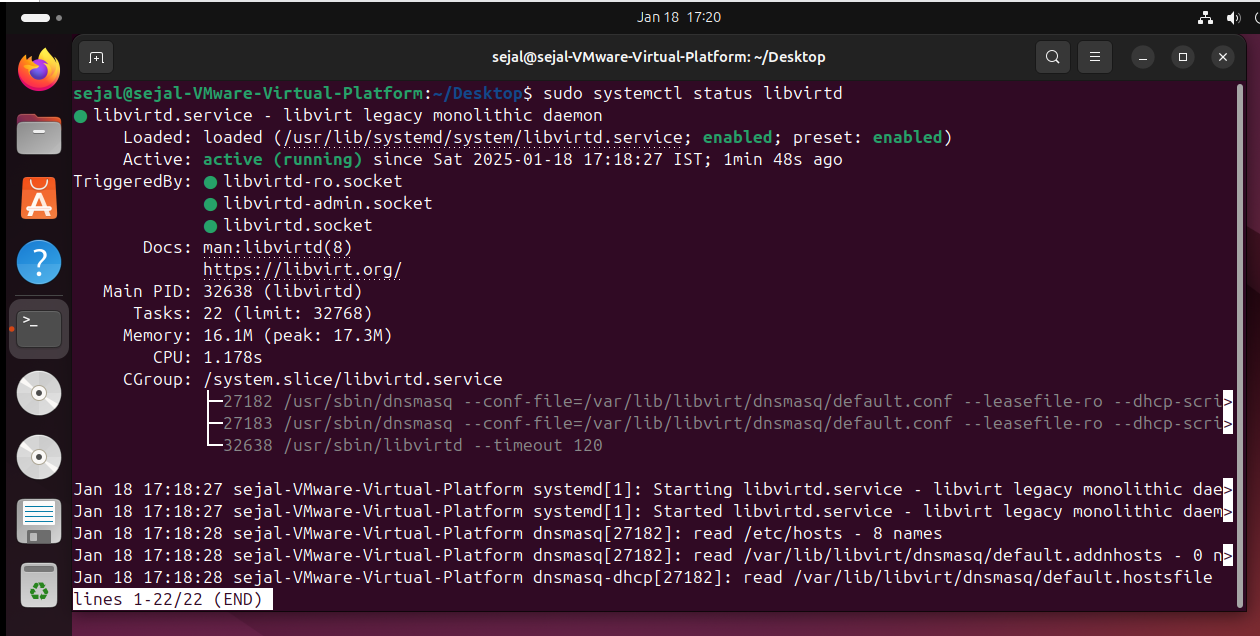 Jan 18 17:20
sejal@sejal-VMware-Virtual-Platform: ~/Desktop
sejal@sejal-VMware-Virtual-Platform:~/Desktop$ sudo systemctl status libvirtd
● libvirtd.service - libvirt legacy monolithic daemon
     Loaded: loaded (/usr/lib/systemd/system/libvirtd.service; enabled; preset: enabled)
     Active: active (running) since Sat 2025-01-18 17:18:27 IST; 1min 48s ago
TriggeredBy: ● libvirtd-ro.socket
             ● libvirtd-admin.socket
             ● libvirtd.socket
       Docs: man:libvirtd(8)
             https://libvirt.org/
   Main PID: 32638 (libvirtd)
      Tasks: 22 (limit: 32768)
     Memory: 16.1M (peak: 17.3M)
        CPU: 1.178s
     CGroup: /system.slice/libvirtd.service
             ├─27182 /usr/sbin/dnsmasq --conf-file=/var/lib/libvirt/dnsmasq/default.conf --leasefile-ro --dhcp-scri>
             ├─27183 /usr/sbin/dnsmasq --conf-file=/var/lib/libvirt/dnsmasq/default.conf --leasefile-ro --dhcp-scri>
             └─32638 /usr/sbin/libvirtd --timeout 120
Jan 18 17:18:27 sejal-VMware-Virtual-Platform systemd[1]: Starting libvirtd.service - libvirt legacy monolithic dae>
Jan 18 17:18:27 sejal-VMware-Virtual-Platform systemd[1]: Started libvirtd.service - libvirt legacy monolithic daem>
Jan 18 17:18:28 sejal-VMware-Virtual-Platform dnsmasq[27182]: read /etc/hosts - 8 names
Jan 18 17:18:28 sejal-VMware-Virtual-Platform dnsmasq[27182]: read /var/lib/libvirt/dnsmasq/default.addnhosts - 0 n>
Jan 18 17:18:28 sejal-VMware-Virtual-Platform dnsmasq-dhcp[27182]: read /var/lib/libvirt/dnsmasq/default.hostsfile
lines 1-22/22 (END)